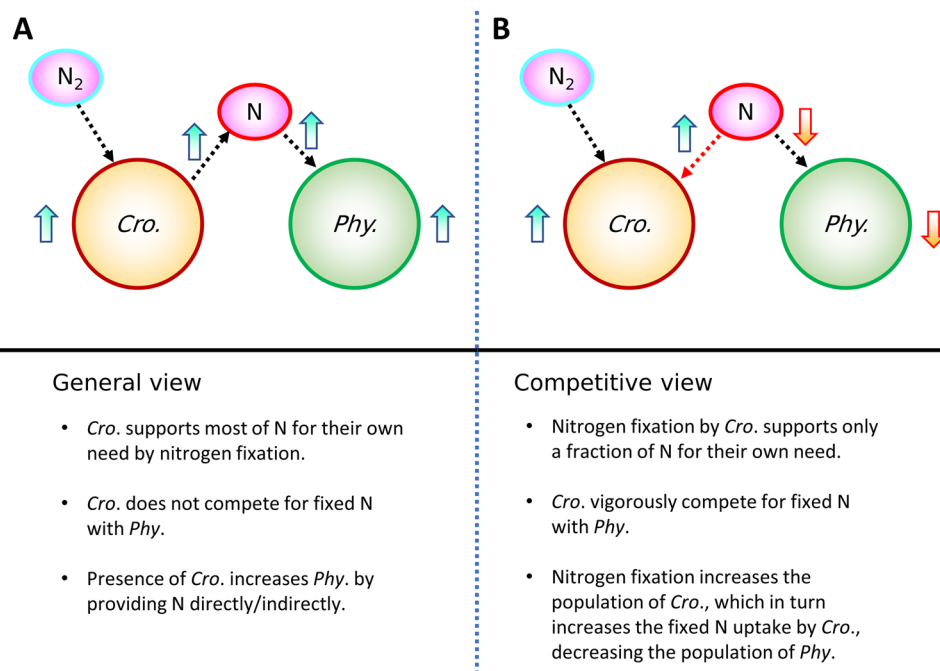 A
N2
N
Cro.
Phy.
B
N2
N
Cro.
Phy.
General view
• Cro. supports most of N for their own
need by nitrogen fixation.
• Cro. does not compete for fixed N
with Phy.
• Presence of Cro. increases Phy. by
providing N directly/indirectly.
Competitive view
• Nitrogen fixation by Cro. supports only
a fraction of N for their own need.
• Cro. vigorously compete for fixed N
with Phy.
• Nitrogen fixation increases the
population of Cro., which in turn
increases the fixed N uptake by Cro.,
decreasing the population of Phy.